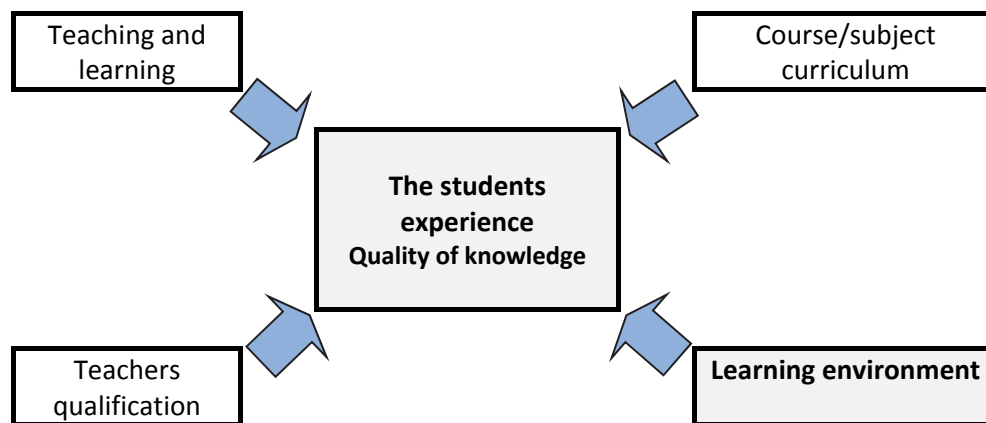 Teaching and
learning
Course/subject
curriculum
The students
experience
Quality of knowledge
Teachers
qualification
Learning environment